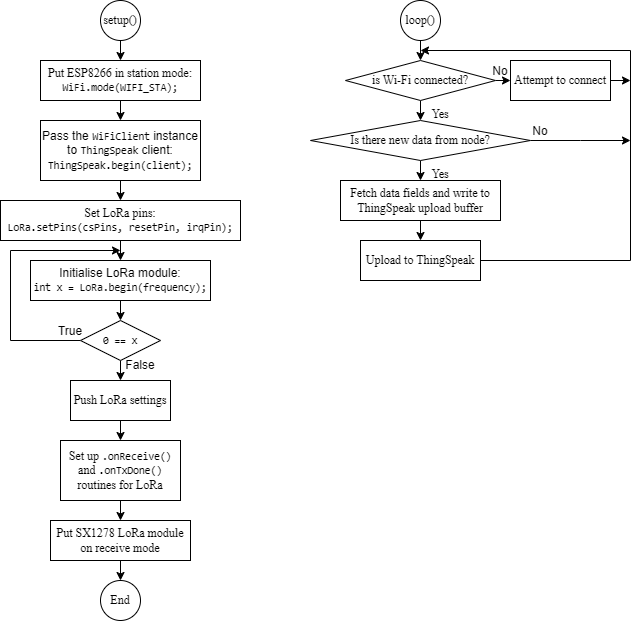 setup()
Put ESP8266 in station mode:
WiFi.mode(WIFI_STA);
Pass the WiFiClient instance
to ThingSpeak client:
ThingSpeak.begin(client);
Set LoRa pins:
LoRa.setPins(csPins, resetPin, irqPin);
Initialise LoRa module:
int x = LoRa.begin(frequency);
True
0 == x
False
Push LoRa settings
Set up .onReceive()
and .onTxDone()
routines for LoRa
Put SX1278 LoRa module
on receive mode
End
loop()
is Wi-Fi connected?
No
Attempt to connect
Yes
Is there new data from node?
No
Yes
Fetch data fields and write to
ThingSpeak upload buffer
Upload to ThingSpeak